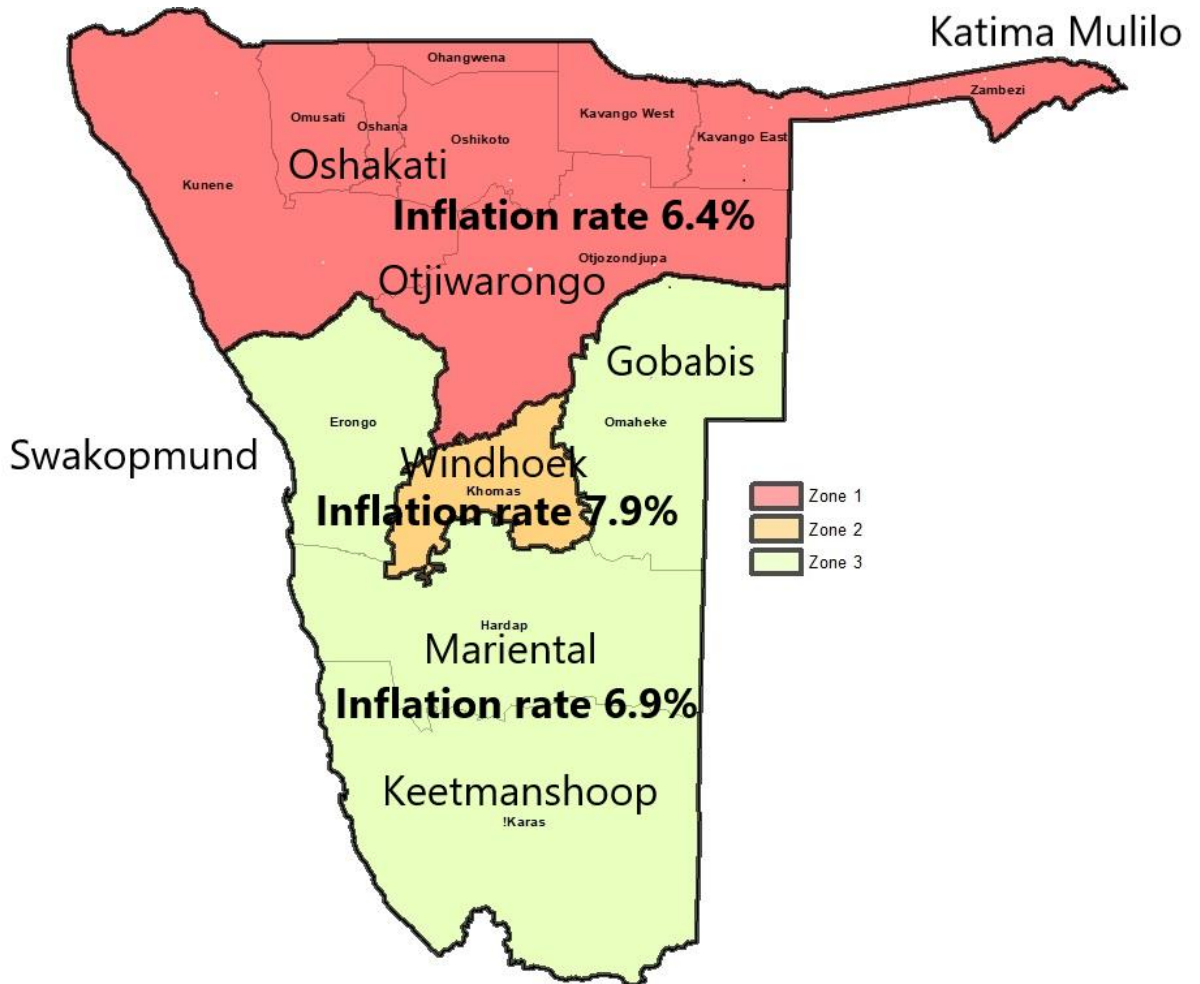 Katima Mulilo
Ohangwena
Zambezi
Omusati
Oshana
Kavango West
Oshikoto
Kavango East
Oshakati
Kunene
Inflation rate 6.4%
Otjozondjupa
Otjiwarongo
Gobabis
Erongo
Omaheke
Swakopmund
Windhoek
Khomas
Inflation rate 7.9%
Zone 1
Zone 2
Zone 3
Hardap
Mariental
Inflation rate 6.9%
Keetmanshoop
!Karas